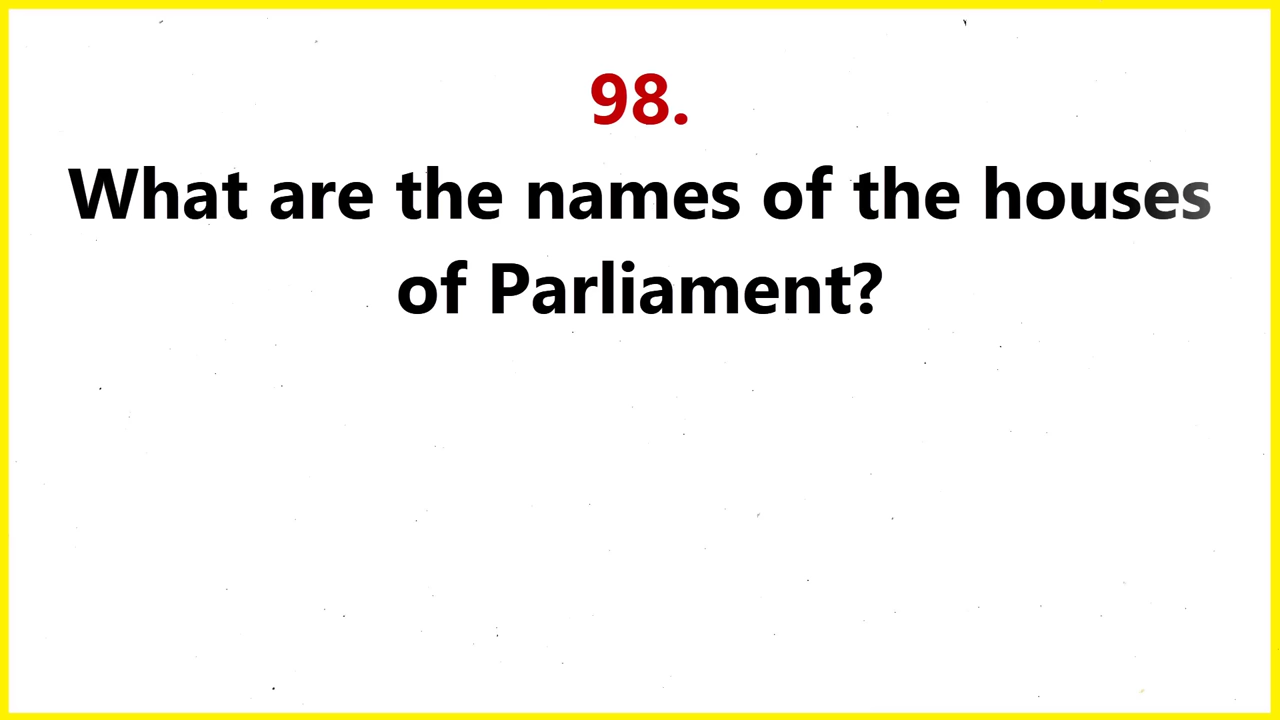 98.
What are the names of the houses
of Parliament?